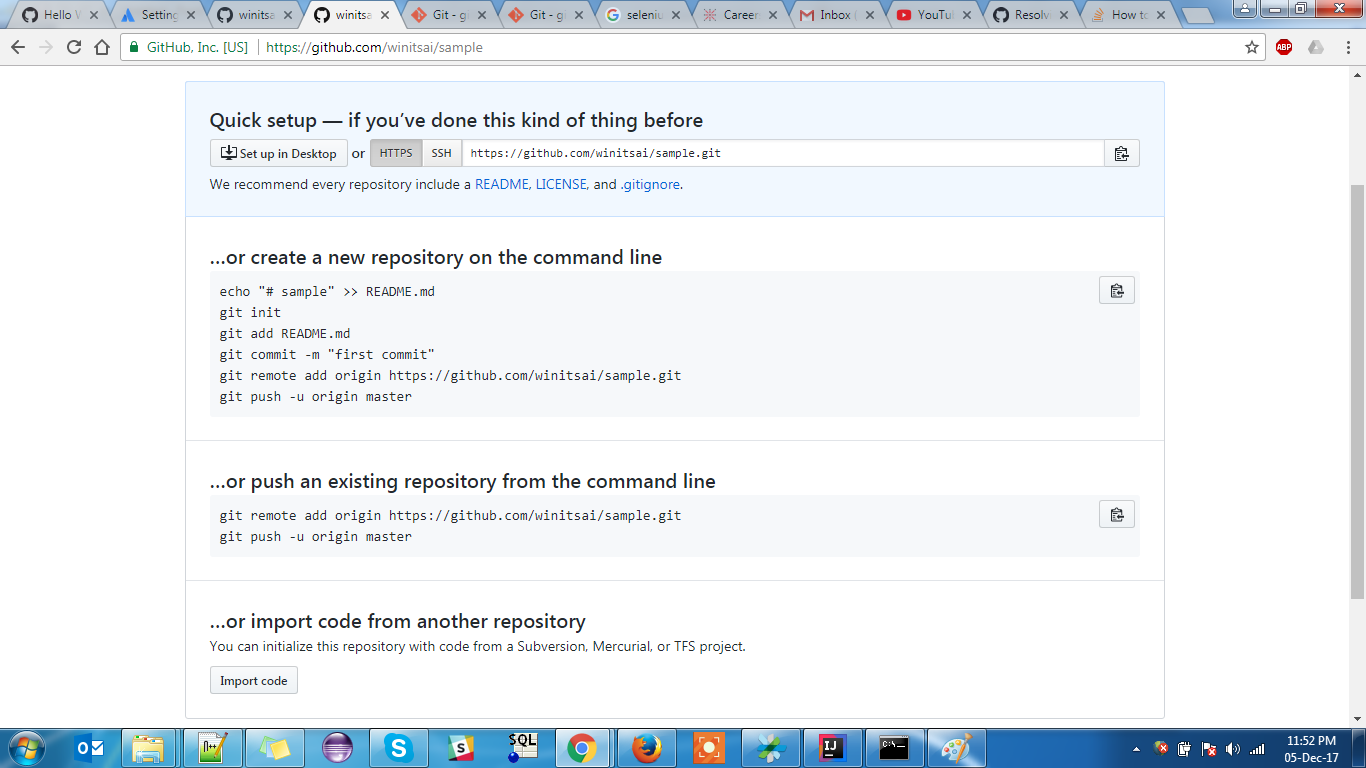 Hello W
Setting
winitsa
winitsa
Git - g
Git - g
seleniu
Career
Inbox (
YouTu
Resolv
How to
GitHub, Inc. [US]
https://github.com/winitsai/sample
ABP
Quick setup — if you’ve done this kind of thing before
Set up in Desktop or HTTPS SSH https://github.com/winitsai/sample.git
We recommend every repository include a README, LICENSE, and .gitignore.
…or create a new repository on the command line
echo "# sample" >> README.md
git init
git add README.md
git commit -m "first commit"
git remote add origin https://github.com/winitsai/sample.git
git push -u origin master
…or push an existing repository from the command line
git remote add origin https://github.com/winitsai/sample.git
git push -u origin master
…or import code from another repository
You can initialize this repository with code from a Subversion, Mercurial, or TFS project.
Import code
SQL
IJ
C:\_
11:52 PM
05-Dec-17